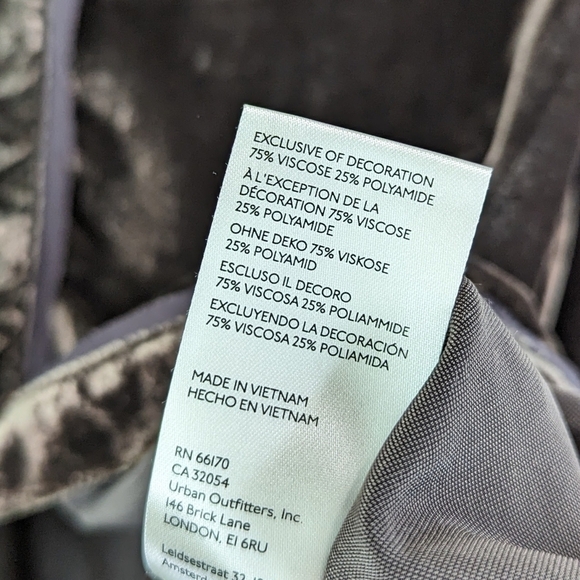 EXCLUSIVE OF DECORATION
75% VISCOSE 25% POLYAMIDE
À L'EXCEPTION DE LA
DÉCORATION 75% VISCOSE
25% POLYAMIDE
OHNE DEKO 75% VISKOSE
25% POLYAMID
ESCLUSO IL DECORO
75% VISCOSA 25% POLIAMMIDE
EXCLUYENDO LA DECORACIÓN
75% VISCOSA 25% POLIAMIDA
MADE IN VIETNAM
HECHO EN VIETNAM
RN 66170
CA 32054
Urban Outfitters, Inc.
146 Brick Lane
LONDON, E1 6RU
Leidsestraat 32